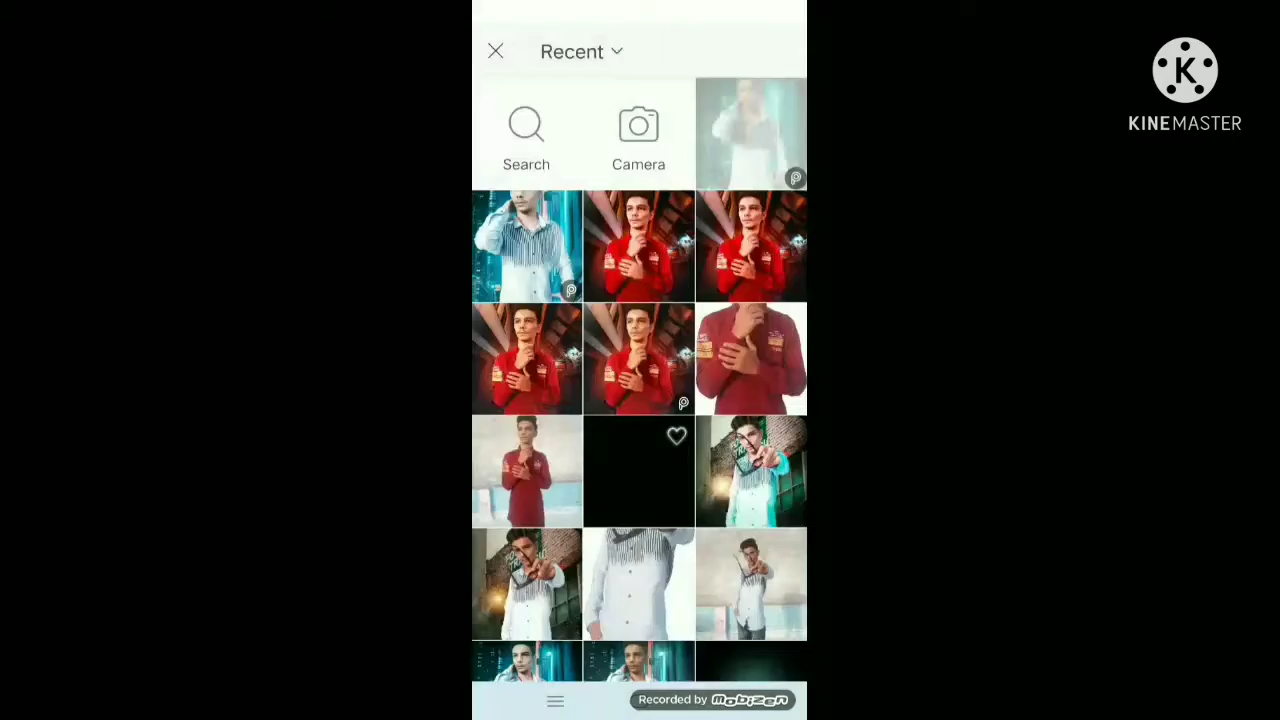 Recent
KINEMASTER
Search
Camera
Recorded by MOBIZEN